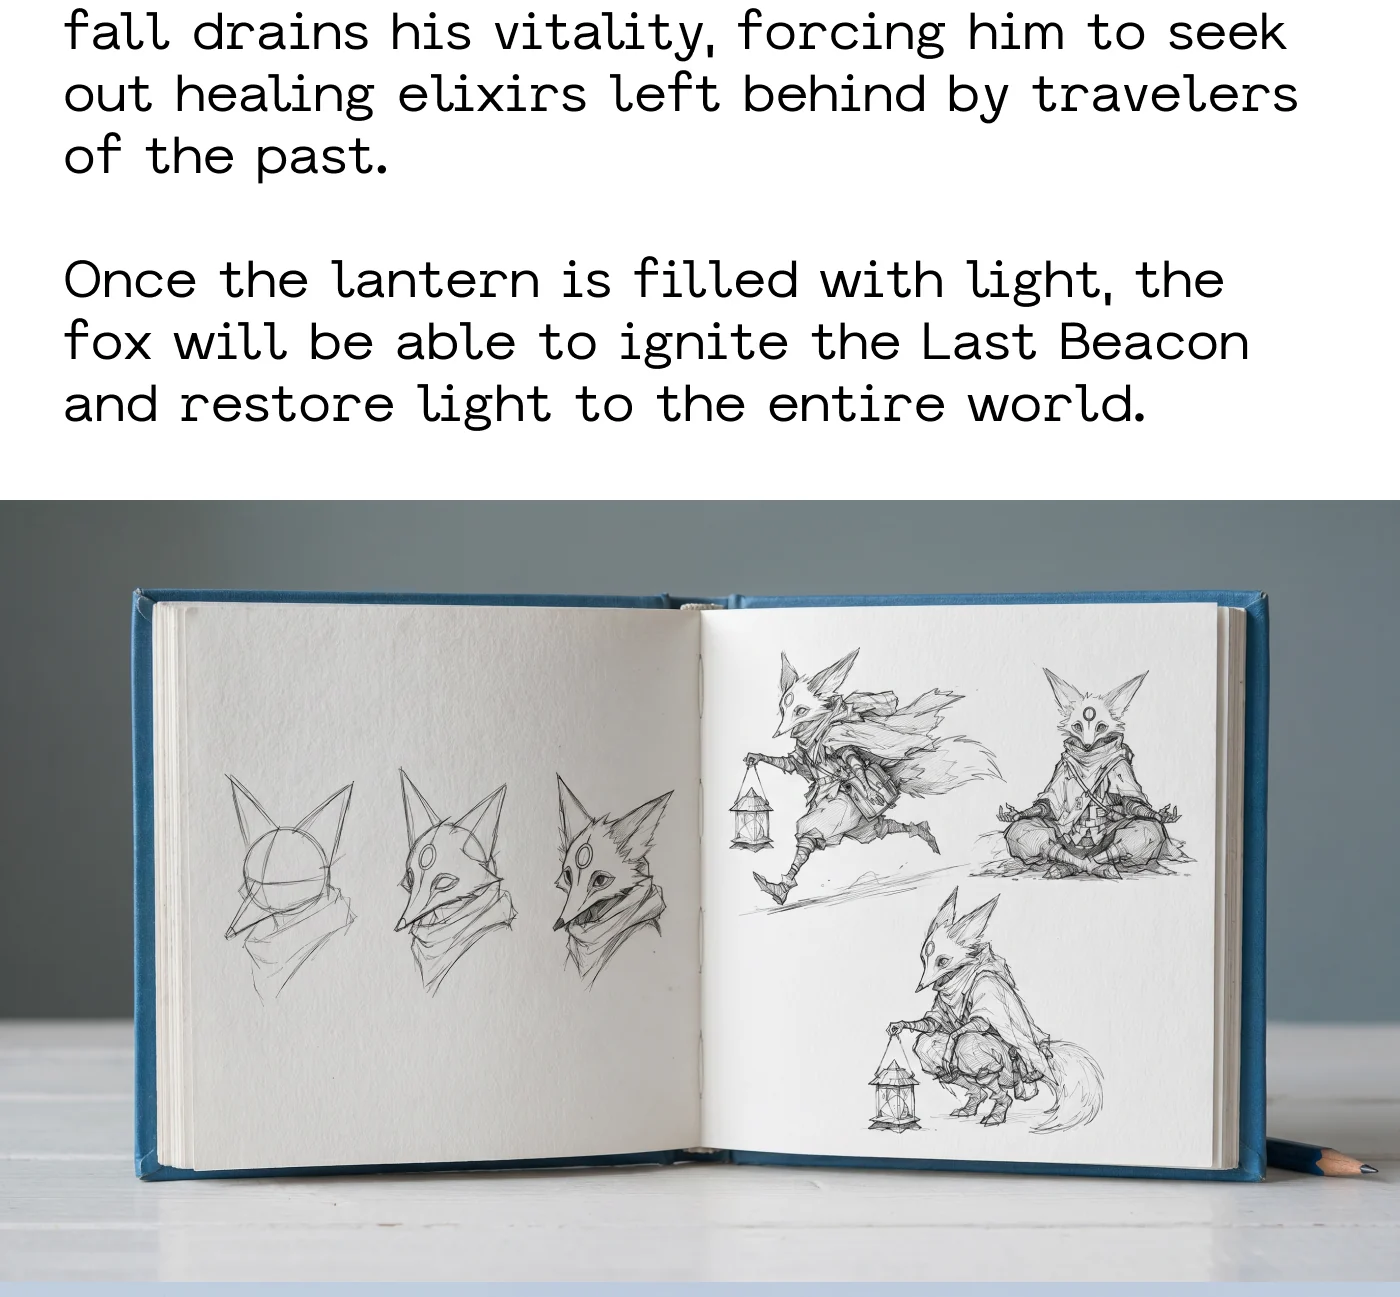 fall drains his vitality, forcing him to seek
out healing elixirs left behind by travelers
of the past.
Once the lantern is filled with light, the
fox will be able to ignite the Last Beacon
and restore light to the entire world.